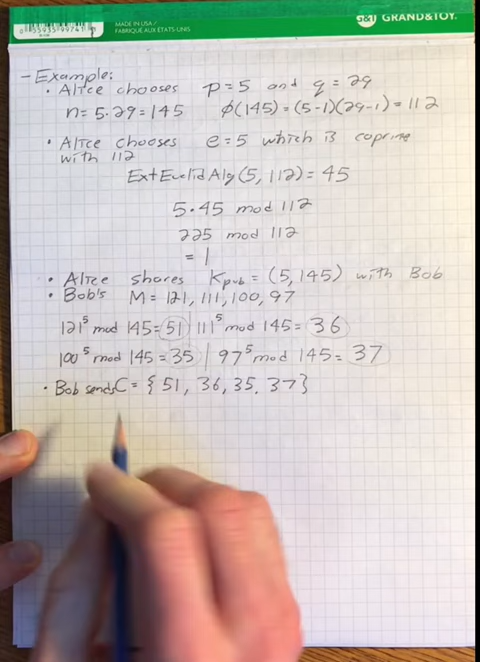 0 55935 99741
MADE IN USA /
FABRIQUE AUX ÉTATS-UNIS
G&T GRAND&TOY.
- Example:
• Alice chooses p = 5 and q = 29
n = 5·29 = 145 ϕ(145) = (5-1)(29-1) = 112
• Alice chooses e = 5 which is coprime
with 112
ExtEuclidAlg(5, 112) = 45
5·45 mod 112
225 mod 112
= 1
• Alice shares Kpub = (5, 145) with Bob
• Bob's M = 121, 111, 100, 97
121⁵ mod 145 = 51 | 111⁵ mod 145 = 36
100⁵ mod 145 = 35 | 97⁵ mod 145 = 37
• Bob sends C = {51, 36, 35, 37}